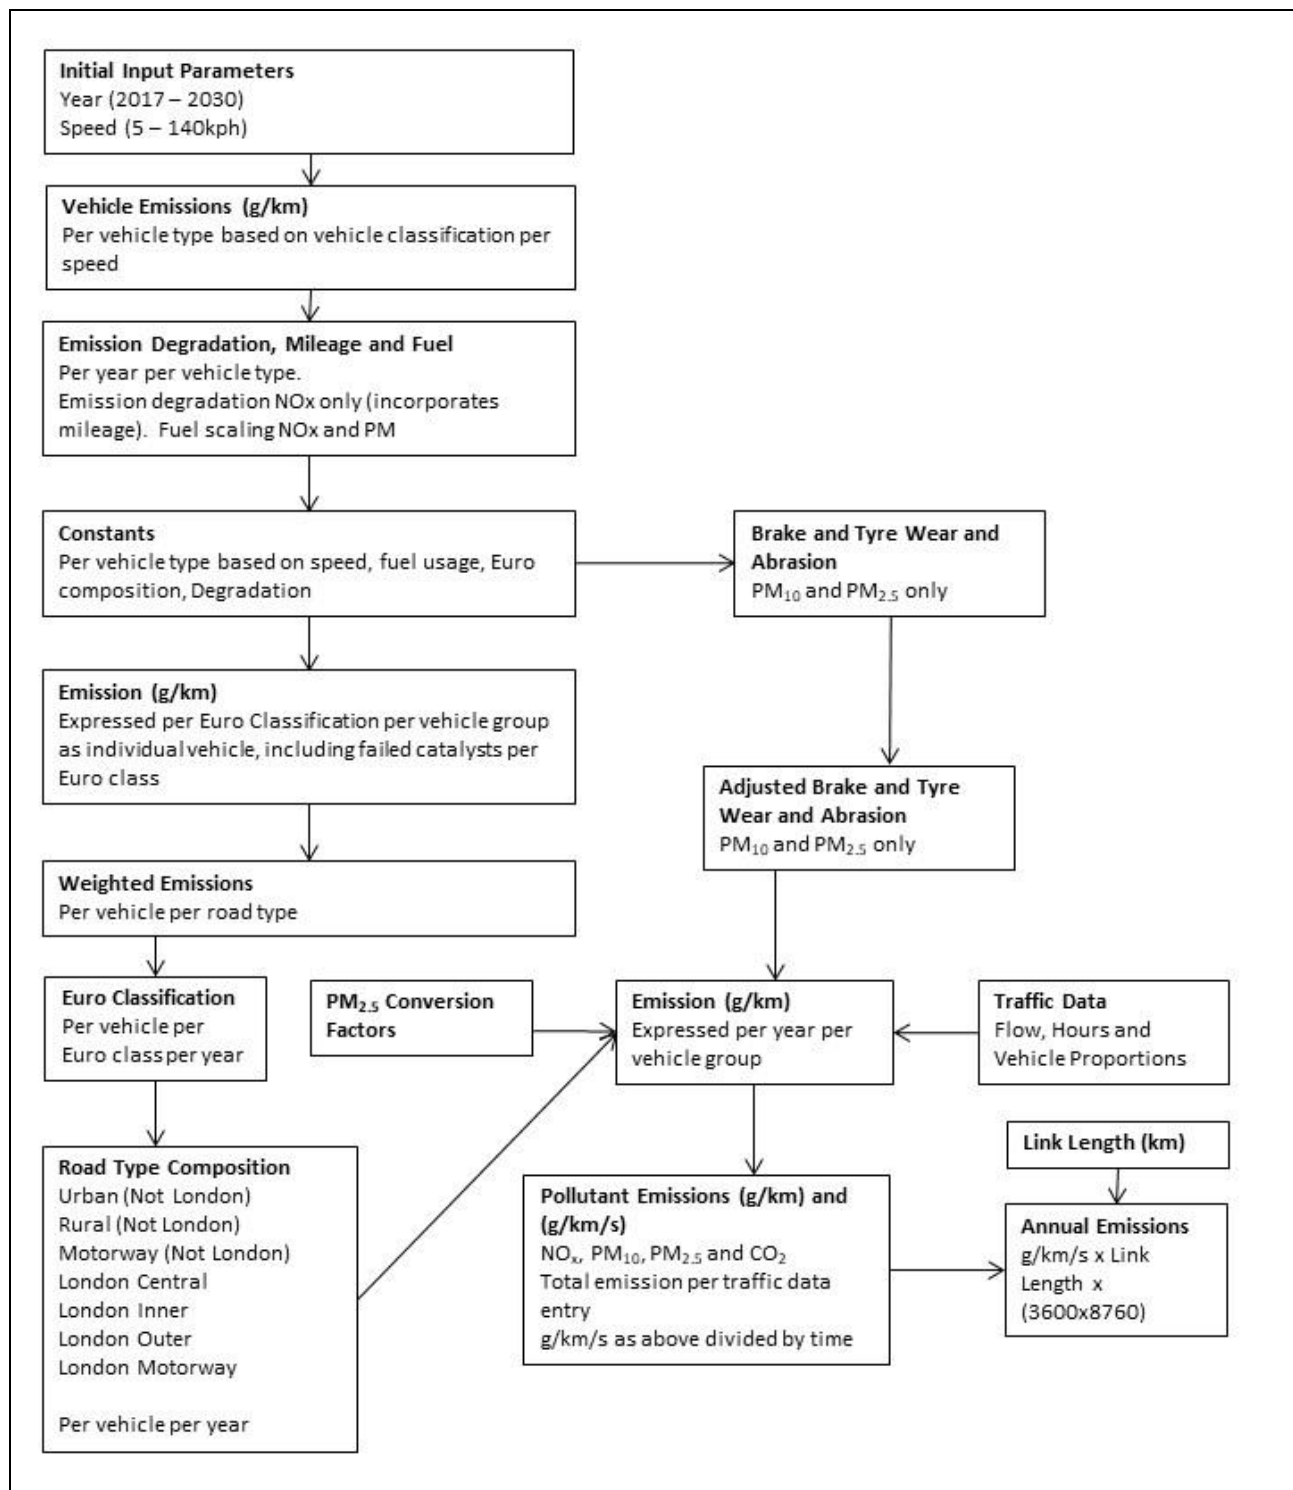 Initial Input Parameters
Year (2017 – 2030)
Speed (5 – 140kph)
Vehicle Emissions (g/km)
Per vehicle type based on vehicle classification per
speed
Emission Degradation, Mileage and Fuel
Per year per vehicle type.
Emission degradation NOx only (incorporates
mileage). Fuel scaling NOx and PM
Constants
Per vehicle type based on speed, fuel usage, Euro
composition, Degradation
Brake and Tyre Wear and
Abrasion
PM10 and PM2.5 only
Emission (g/km)
Expressed per Euro Classification per vehicle group
as individual vehicle, including failed catalysts per
Euro class
Adjusted Brake and Tyre
Wear and Abrasion
PM10 and PM2.5 only
Weighted Emissions
Per vehicle per road type
Euro Classification
Per vehicle per
Euro class per year
PM2.5 Conversion
Factors
Emission (g/km)
Expressed per year per
vehicle group
Traffic Data
Flow, Hours and
Vehicle Proportions
Road Type Composition
Urban (Not London)
Rural (Not London)
Motorway (Not London)
London Central
London Inner
London Outer
London Motorway
Per vehicle per year
Pollutant Emissions (g/km) and
(g/km/s)
NOx, PM10, PM2.5 and CO2
Total emission per traffic data
entry
g/km/s as above divided by time
Link Length (km)
Annual Emissions
g/km/s x Link
Length x
(3600x8760)